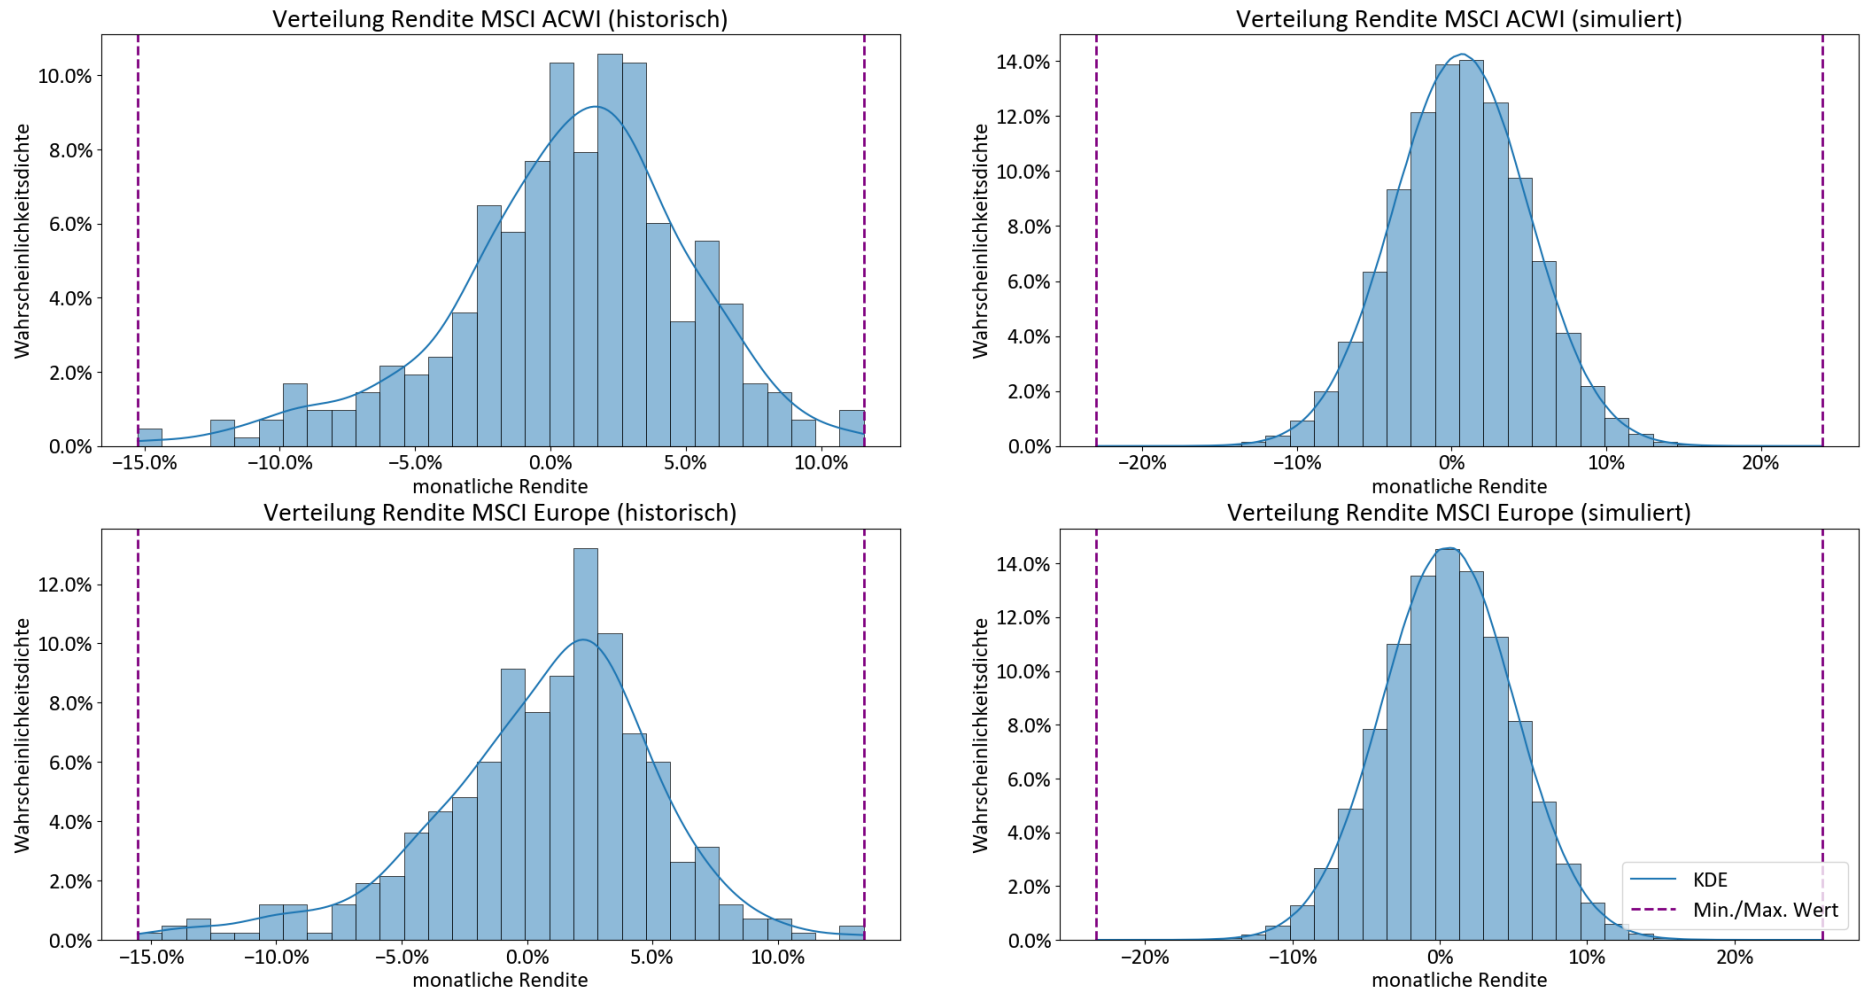 Verteilung Rendite MSCI ACWI (historisch)
Wahrscheinlichkeitsdichte
10.0%
8.0%
6.0%
4.0%
2.0%
0.0%
−15.0% −10.0% −5.0% 0.0% 5.0% 10.0%
monatliche Rendite
Verteilung Rendite MSCI ACWI (simuliert)
Wahrscheinlichkeitsdichte
14.0%
12.0%
10.0%
8.0%
6.0%
4.0%
2.0%
0.0%
−20% −10% 0% 10% 20%
monatliche Rendite
Verteilung Rendite MSCI Europe (historisch)
Wahrscheinlichkeitsdichte
12.0%
10.0%
8.0%
6.0%
4.0%
2.0%
0.0%
−15.0% −10.0% −5.0% 0.0% 5.0% 10.0%
monatliche Rendite
Verteilung Rendite MSCI Europe (simuliert)
Wahrscheinlichkeitsdichte
14.0%
12.0%
10.0%
8.0%
6.0%
4.0%
2.0%
0.0%
KDE
Min./Max. Wert
−20% −10% 0% 10% 20%
monatliche Rendite